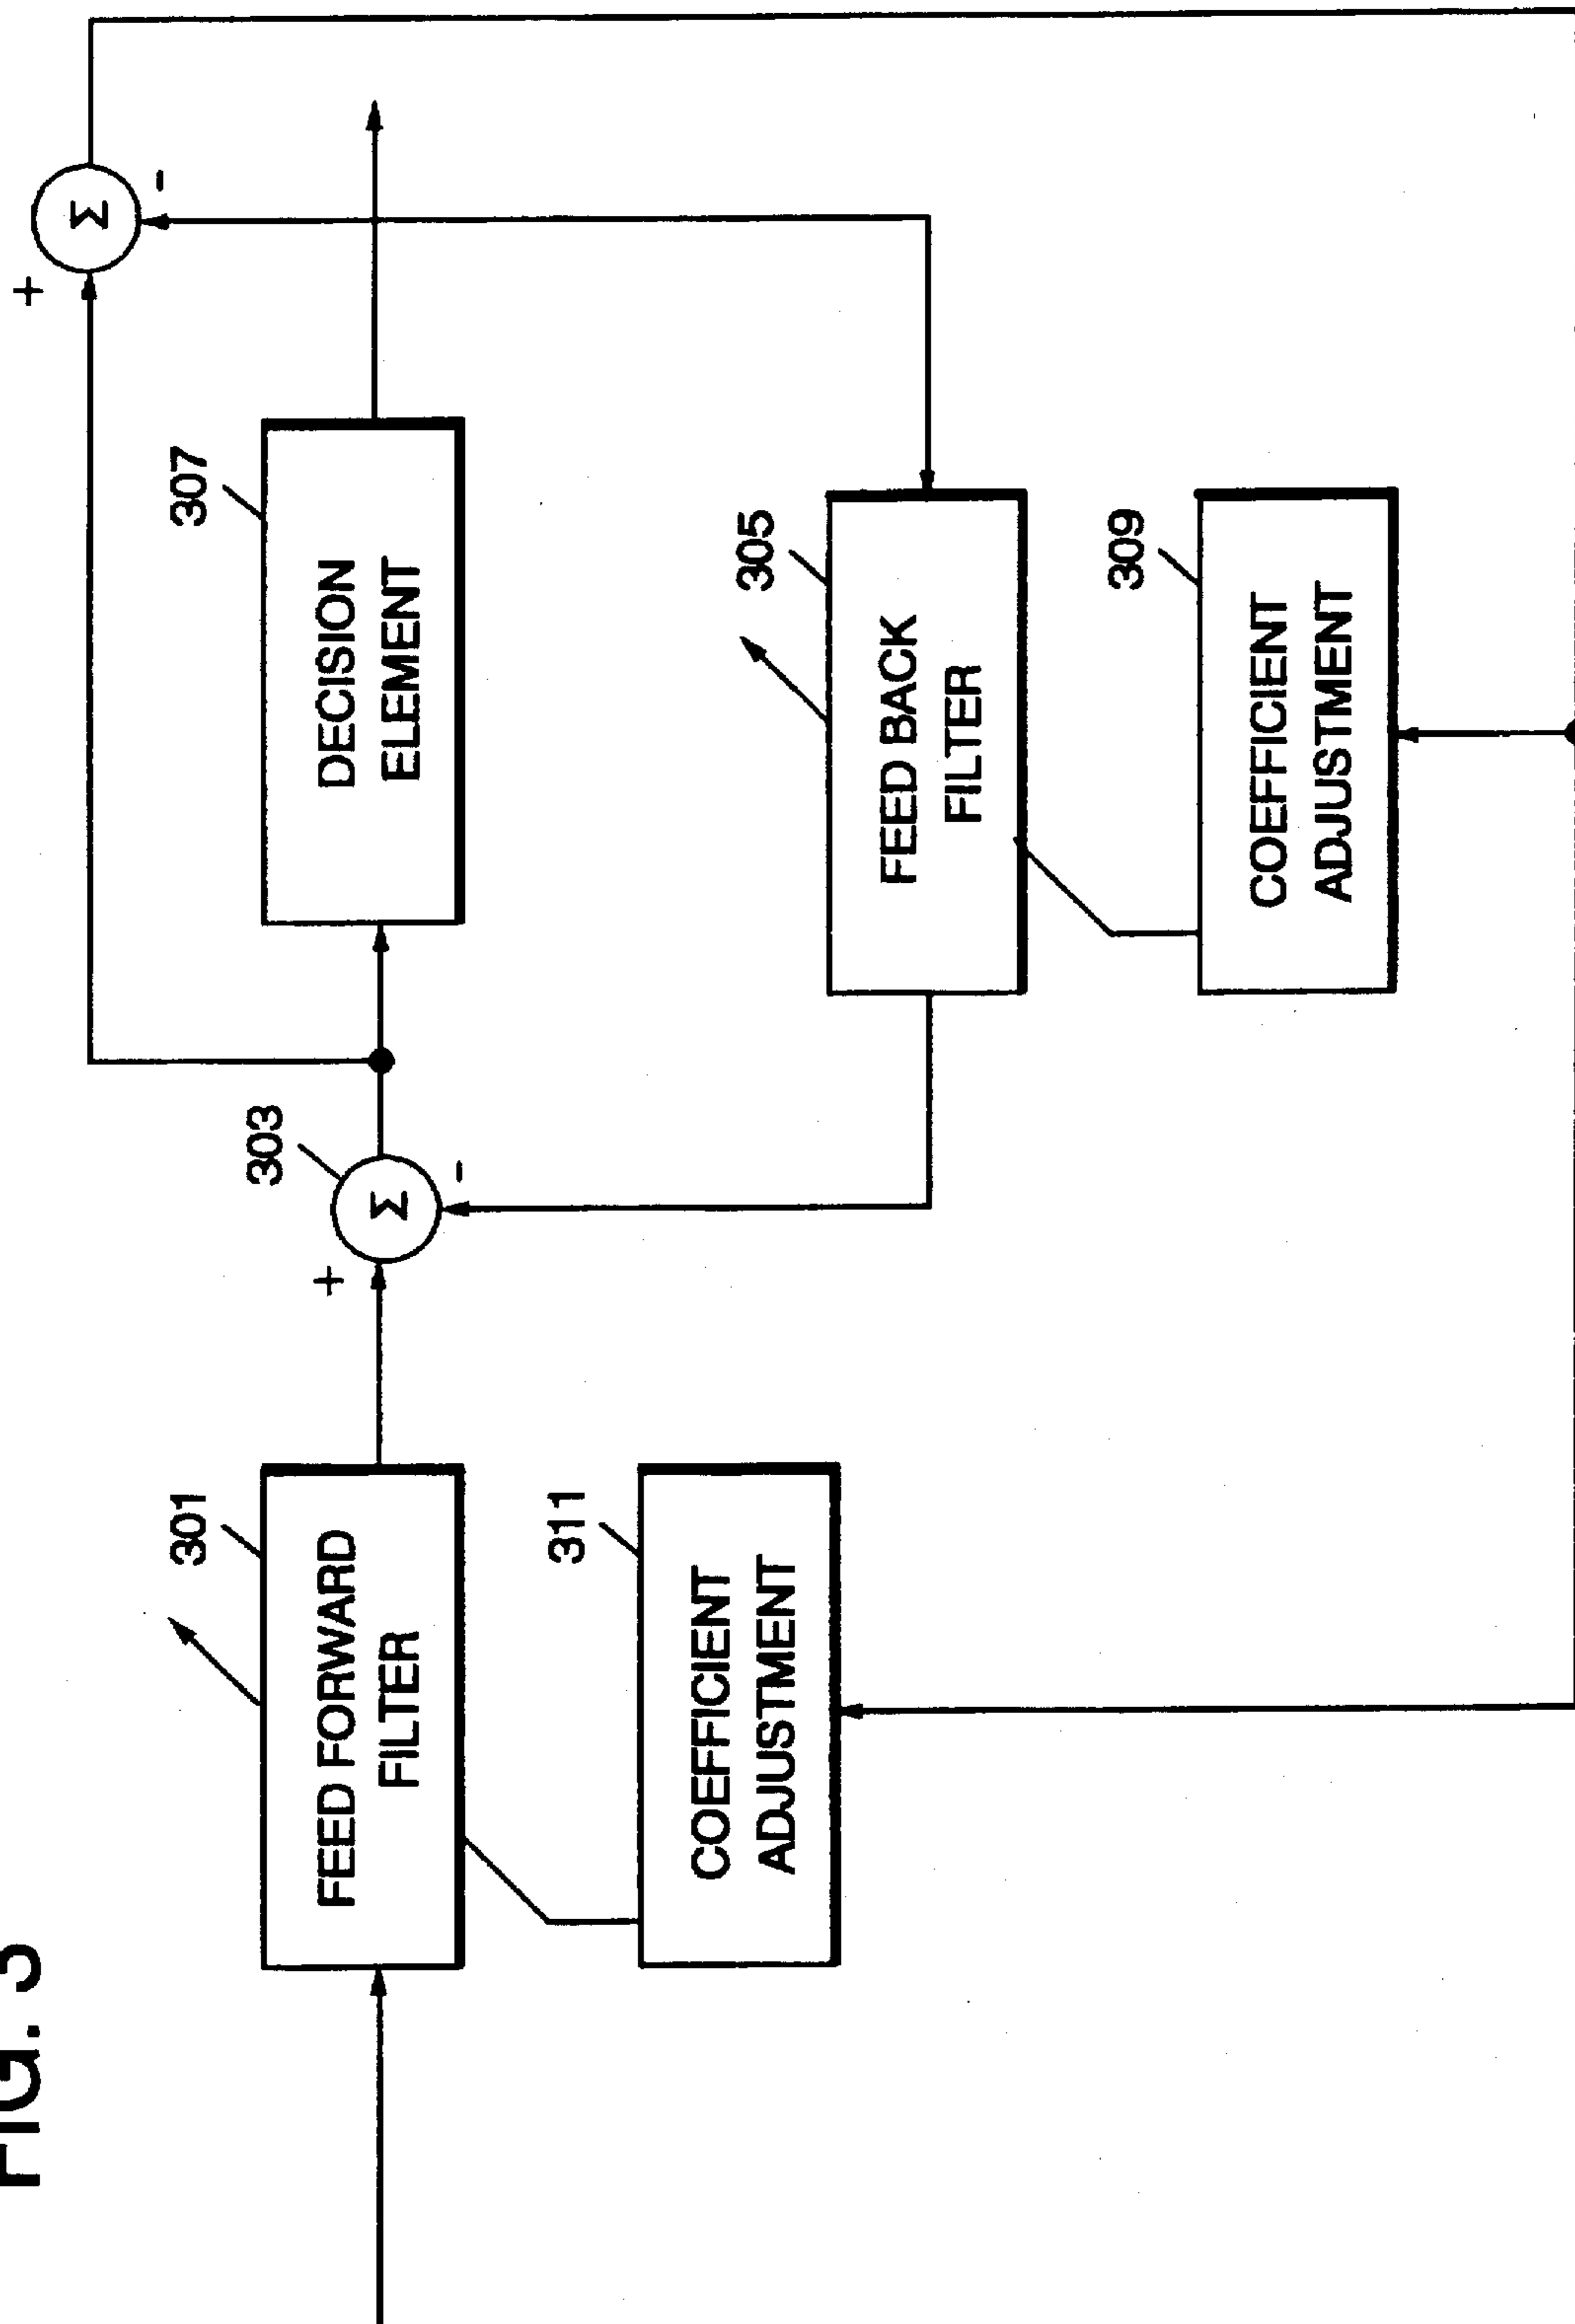 FIG. 3
+
Σ
-
301
FEED FORWARD
FILTER
311
COEFFICIENT
ADJUSTMENT
+
303
Σ
-
307
DECISION
ELEMENT
305
FEED BACK
FILTER
309
COEFFICIENT
ADJUSTMENT